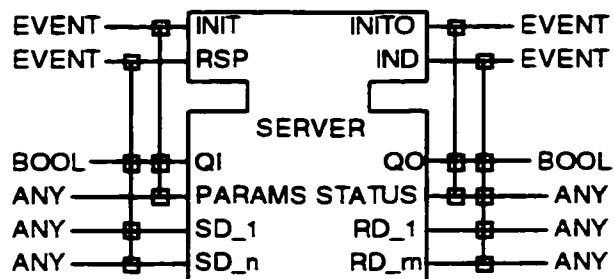 EVENT INIT INITO EVENT
EVENT RSP IND EVENT
SERVER
BOOL QI QO BOOL
ANY PARAMS STATUS ANY
ANY SD_1 RD_1 ANY
ANY SD_n RD_m ANY